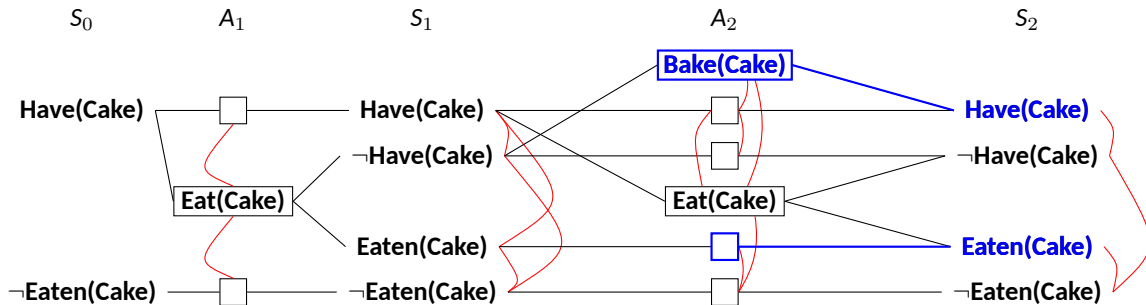 S₀ A₁ S₁ A₂ S₂
Bake(Cake)
Have(Cake) Have(Cake) Have(Cake)
¬Have(Cake) ¬Have(Cake)
Eat(Cake) Eat(Cake)
Eaten(Cake) Eaten(Cake)
¬Eaten(Cake) ¬Eaten(Cake) ¬Eaten(Cake)